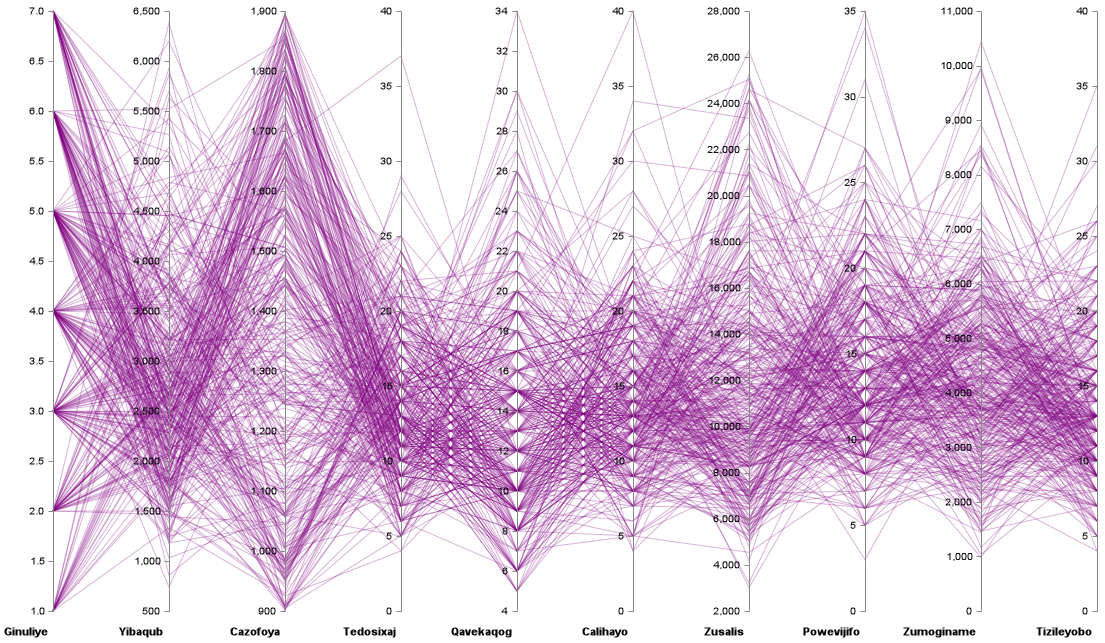 7.0 6,500 1,900 40 34 40 28,000 35 11,000 40
32
26,000
10,000
6.5 6,000 1,800 35 30 35 24,000 30 9,000 35
6.0 5,500 1,700 30 28 30 22,000 8,000 30
5.5 5,000 1,600 26 20,000 25
5.0 4,500 25 24 25 18,000 7,000 25
4.5 4,000 1,500 22 16,000 20 6,000
4.0 3,500 1,400 20 20 20 14,000 5,000 20
18
3.5 3,000 1,300 15 16 15 12,000 15 4,000 15
3.0 2,500 1,200 14 10,000
2.5 2,000 1,100 10 12 10 8,000 10 3,000 10
10
2.0 1,500 1,000 5 8 5 6,000 5 2,000 5
1.5 1,000 6 4,000 1,000
1.0 500 900 0 4 0 2,000 0 0 0
Ginuliye Yibaqub Cazofoya Tedosixaj Qavekaqog Calihayo Zusalis Powevijifo Zumoginame Tizileyobo